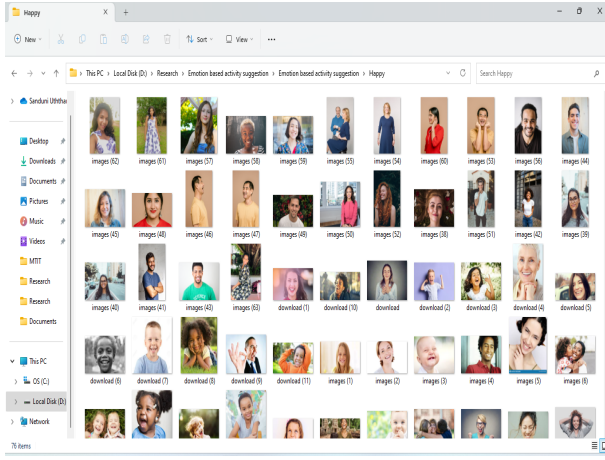 Happy
New
Sort
View
This PC > Local Disk (D:) > Research > Emotion based activity suggestion > Emotion based activity suggestion > Happy
Search Happy
Sanduni Uththa
Desktop
Downloads
Documents
Pictures
Music
Videos
MTIT
Research
Research
Documents
This PC
OS (C:)
Local Disk (D:)
Network
images (62) images (61) images (57) images (58) images (59) images (55) images (54) images (60) images (53) images (56) images (44)
images (45) images (48) images (46) images (47) images (49) images (50) images (52) images (38) images (51) images (42) images (39)
images (40) images (41) images (43) images (63) download (1) download (10) download download (2) download (3) download (4) download (5)
download (6) download (7) download (8) download (9) download (11) images (1) images (2) images (3) images (4) images (5) images (6)
76 items